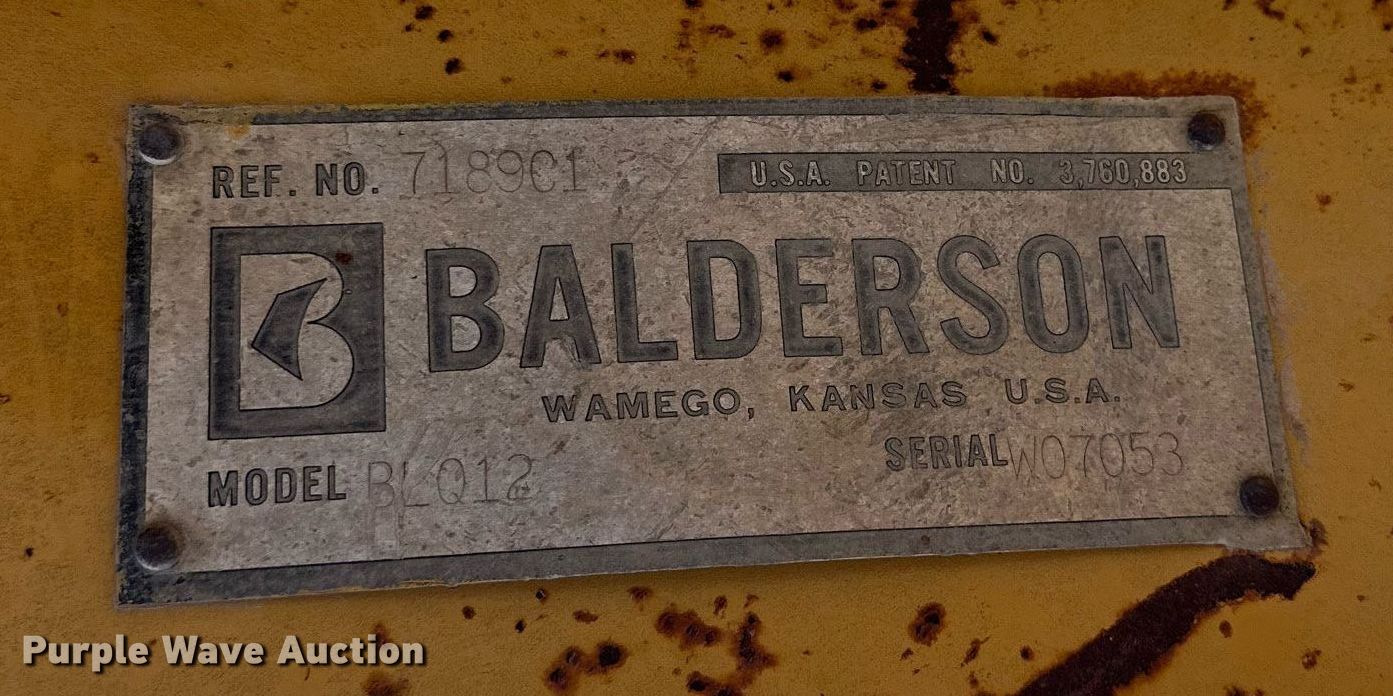 REF. NO. 7189C1
U.S.A. PATENT NO. 3,760,883
B BALDERSON
WAMEGO, KANSAS U.S.A.
MODEL BLQ12
SERIAL W07053
Purple Wave Auction